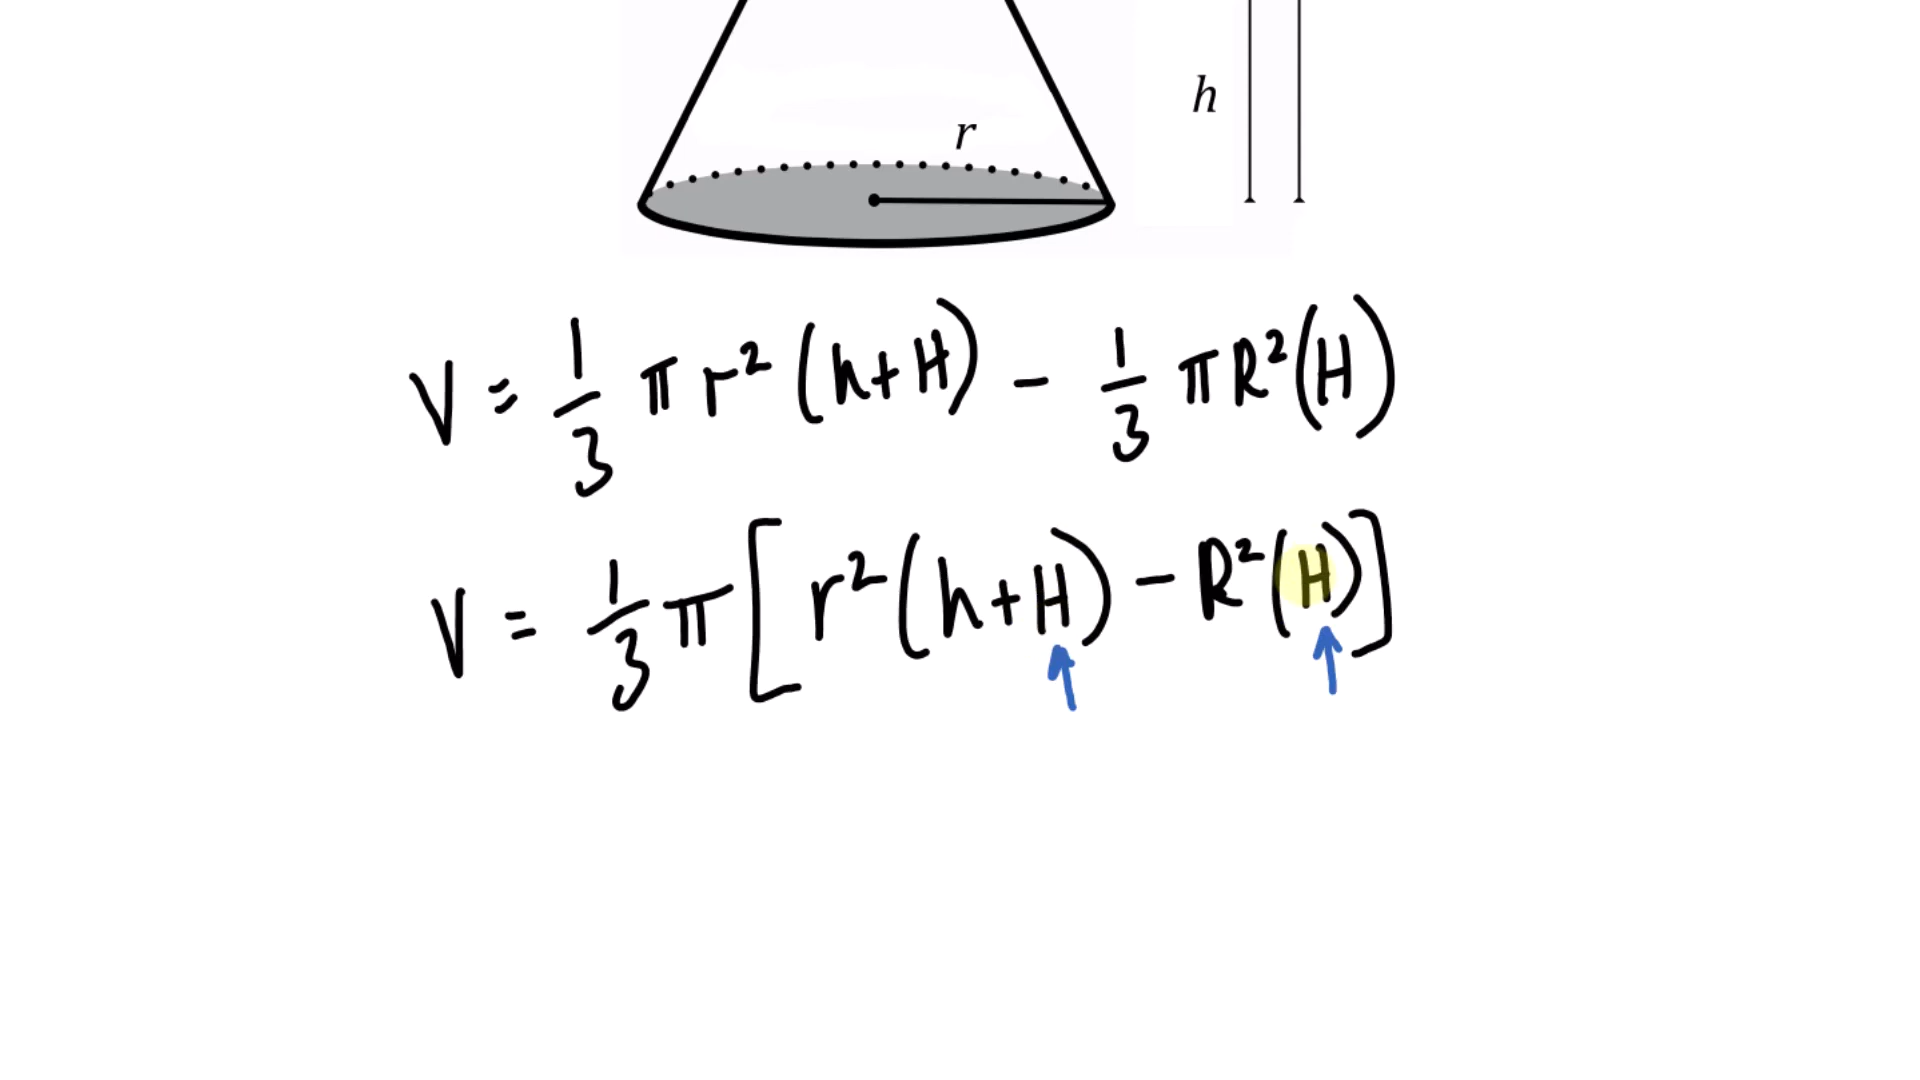 h
r
V = 1/3 π r² (h+H) - 1/3 π R² (H)
V = 1/3 π [ r² (h+H) - R² (H) ]